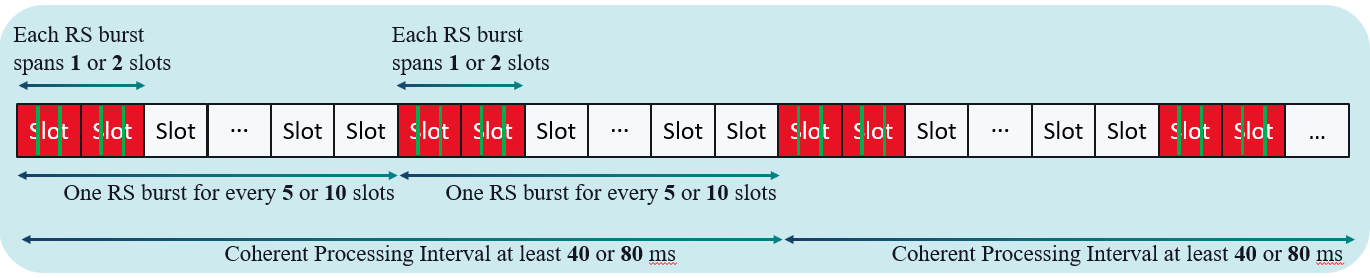 Each RS burst
spans 1 or 2 slots
Each RS burst
spans 1 or 2 slots
Slot Slot Slot ... Slot Slot Slot Slot Slot ... Slot Slot Slot Slot Slot ... Slot Slot Slot Slot ...
One RS burst for every 5 or 10 slots
One RS burst for every 5 or 10 slots
Coherent Processing Interval at least 40 or 80 ms
Coherent Processing Interval at least 40 or 80 ms